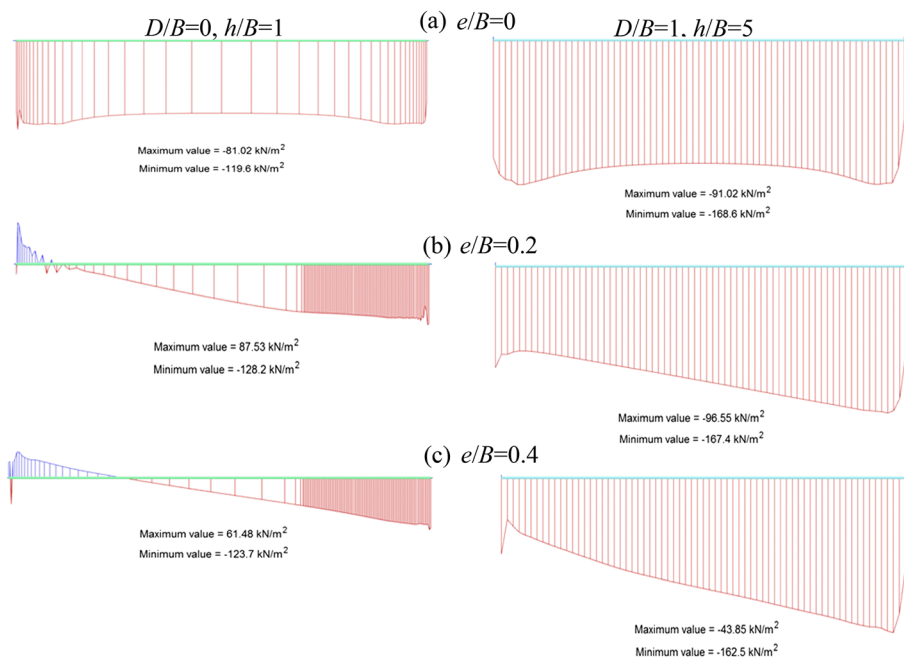 (a) e/B=0
D/B=0, h/B=1
D/B=1, h/B=5
Maximum value = -81.02 kN/m²
Minimum value = -119.6 kN/m²
Maximum value = -91.02 kN/m²
Minimum value = -168.6 kN/m²
(b) e/B=0.2
Maximum value = 87.53 kN/m²
Minimum value = -128.2 kN/m²
Maximum value = -96.55 kN/m²
Minimum value = -167.4 kN/m²
(c) e/B=0.4
Maximum value = 61.48 kN/m²
Minimum value = -123.7 kN/m²
Maximum value = -43.85 kN/m²
Minimum value = -162.5 kN/m²